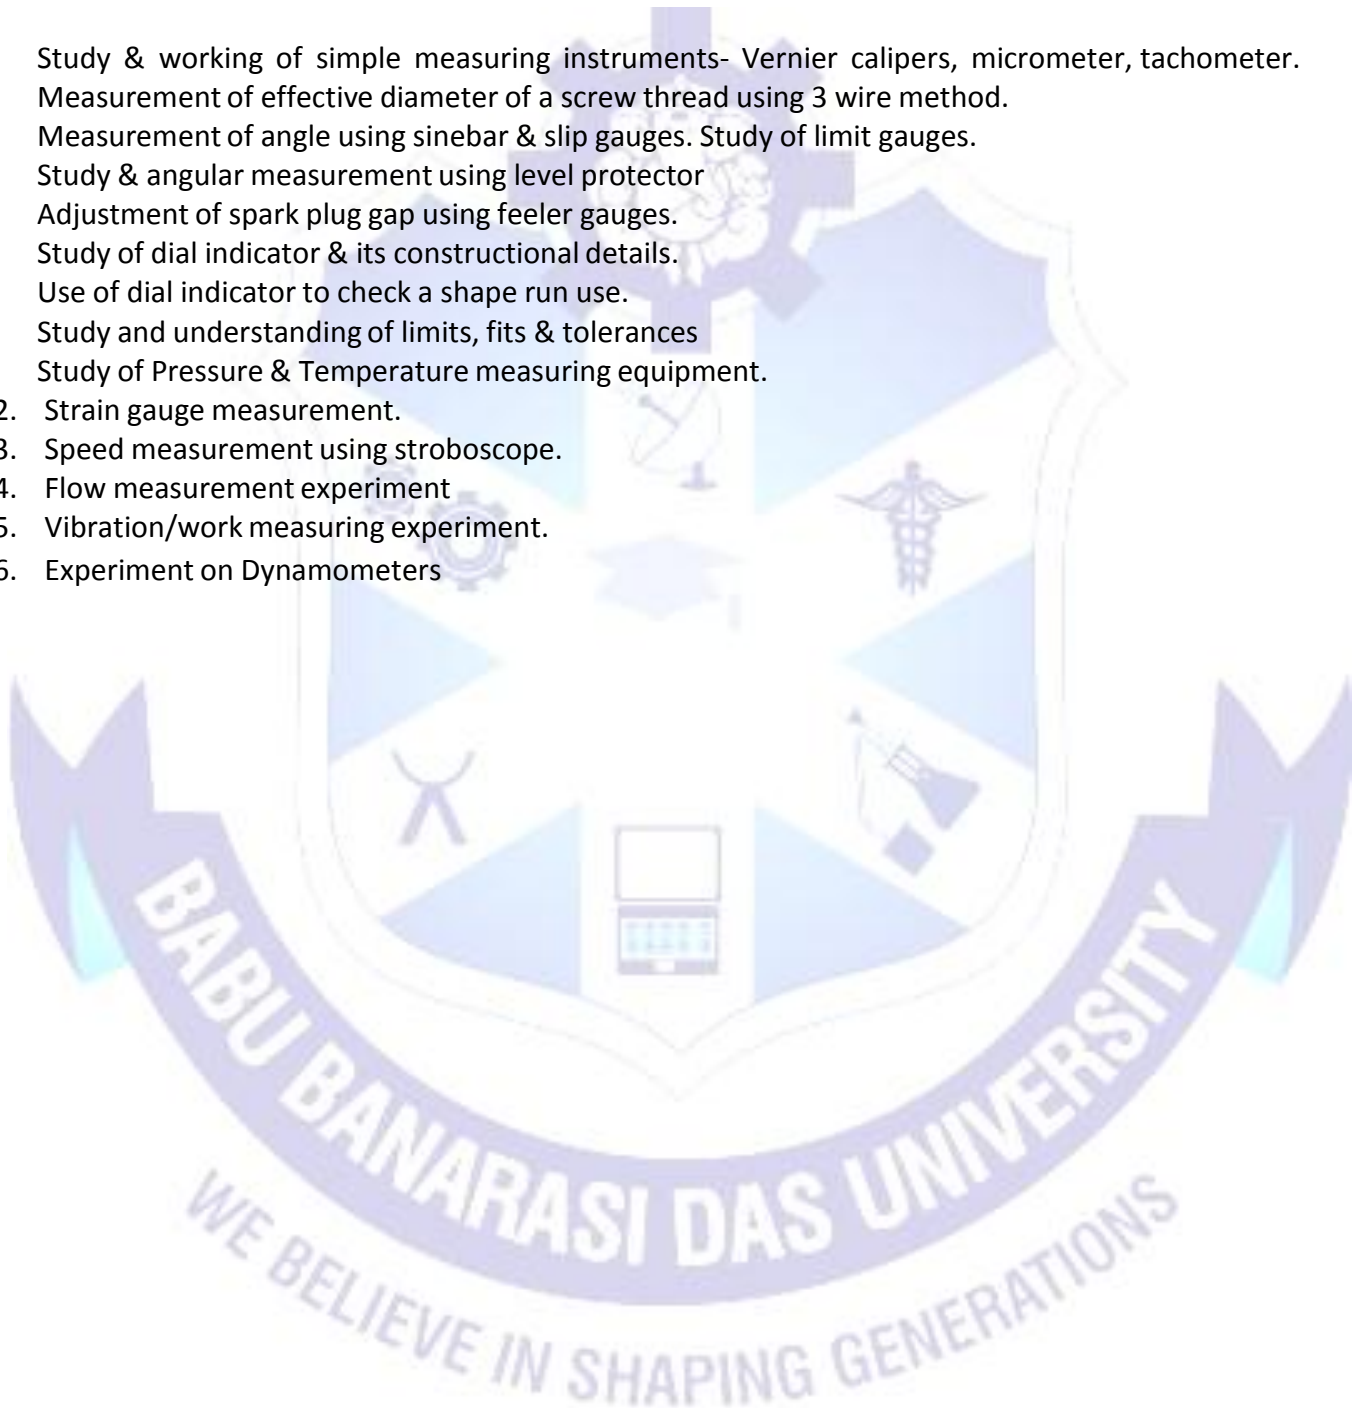 Study & working of simple measuring instruments- Vernier calipers, micrometer, tachometer.
Measurement of effective diameter of a screw thread using 3 wire method.
Measurement of angle using sinebar & slip gauges. Study of limit gauges.
Study & angular measurement using level protector
Adjustment of spark plug gap using feeler gauges.
Study of dial indicator & its constructional details.
Use of dial indicator to check a shape run use.
Study and understanding of limits, fits & tolerances
Study of Pressure & Temperature measuring equipment.
2. Strain gauge measurement.
3. Speed measurement using stroboscope.
4. Flow measurement experiment
5. Vibration/work measuring experiment.
6. Experiment on Dynamometers
BABU BANARASI DAS UNIVERSITY
WE BELIEVE IN SHAPING GENERATIONS